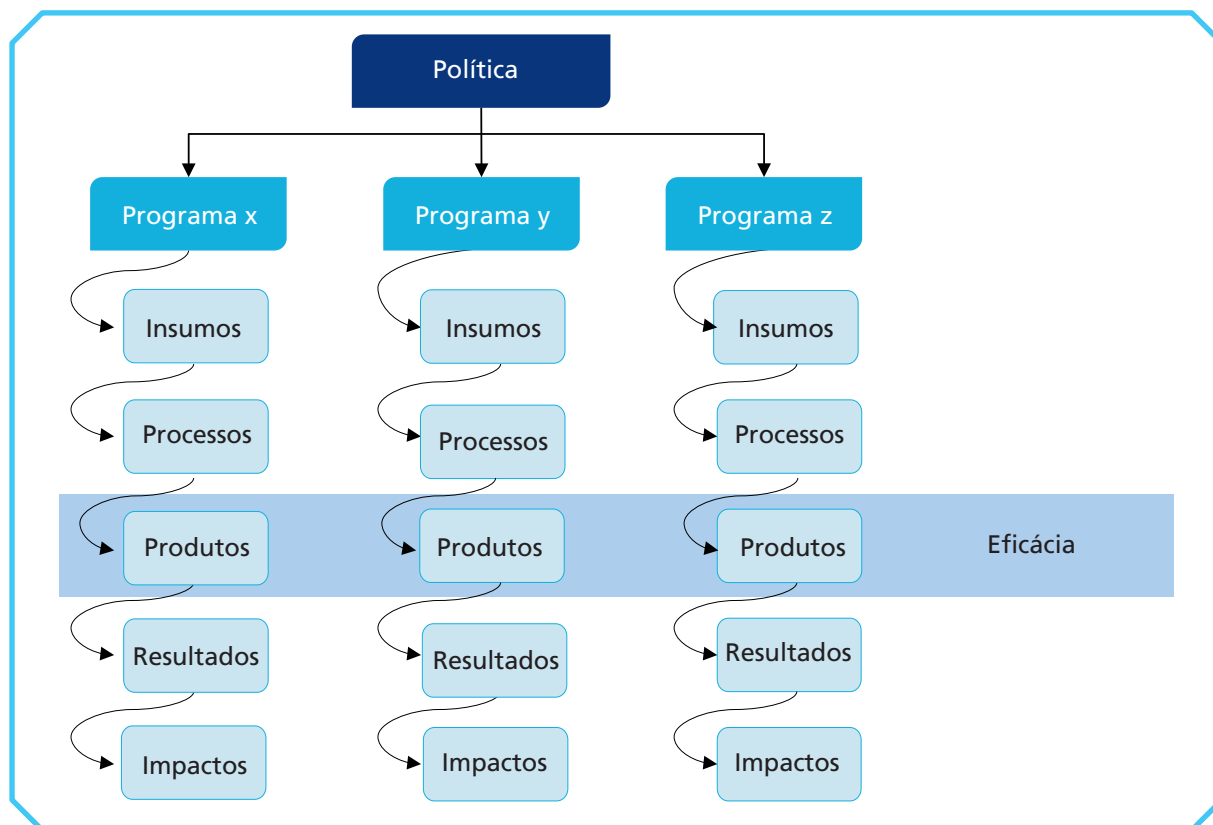 Política
Programa x
Programa y
Programa z
Insumos
Insumos
Insumos
Processos
Processos
Processos
Produtos
Produtos
Produtos
Eficácia
Resultados
Resultados
Resultados
Impactos
Impactos
Impactos